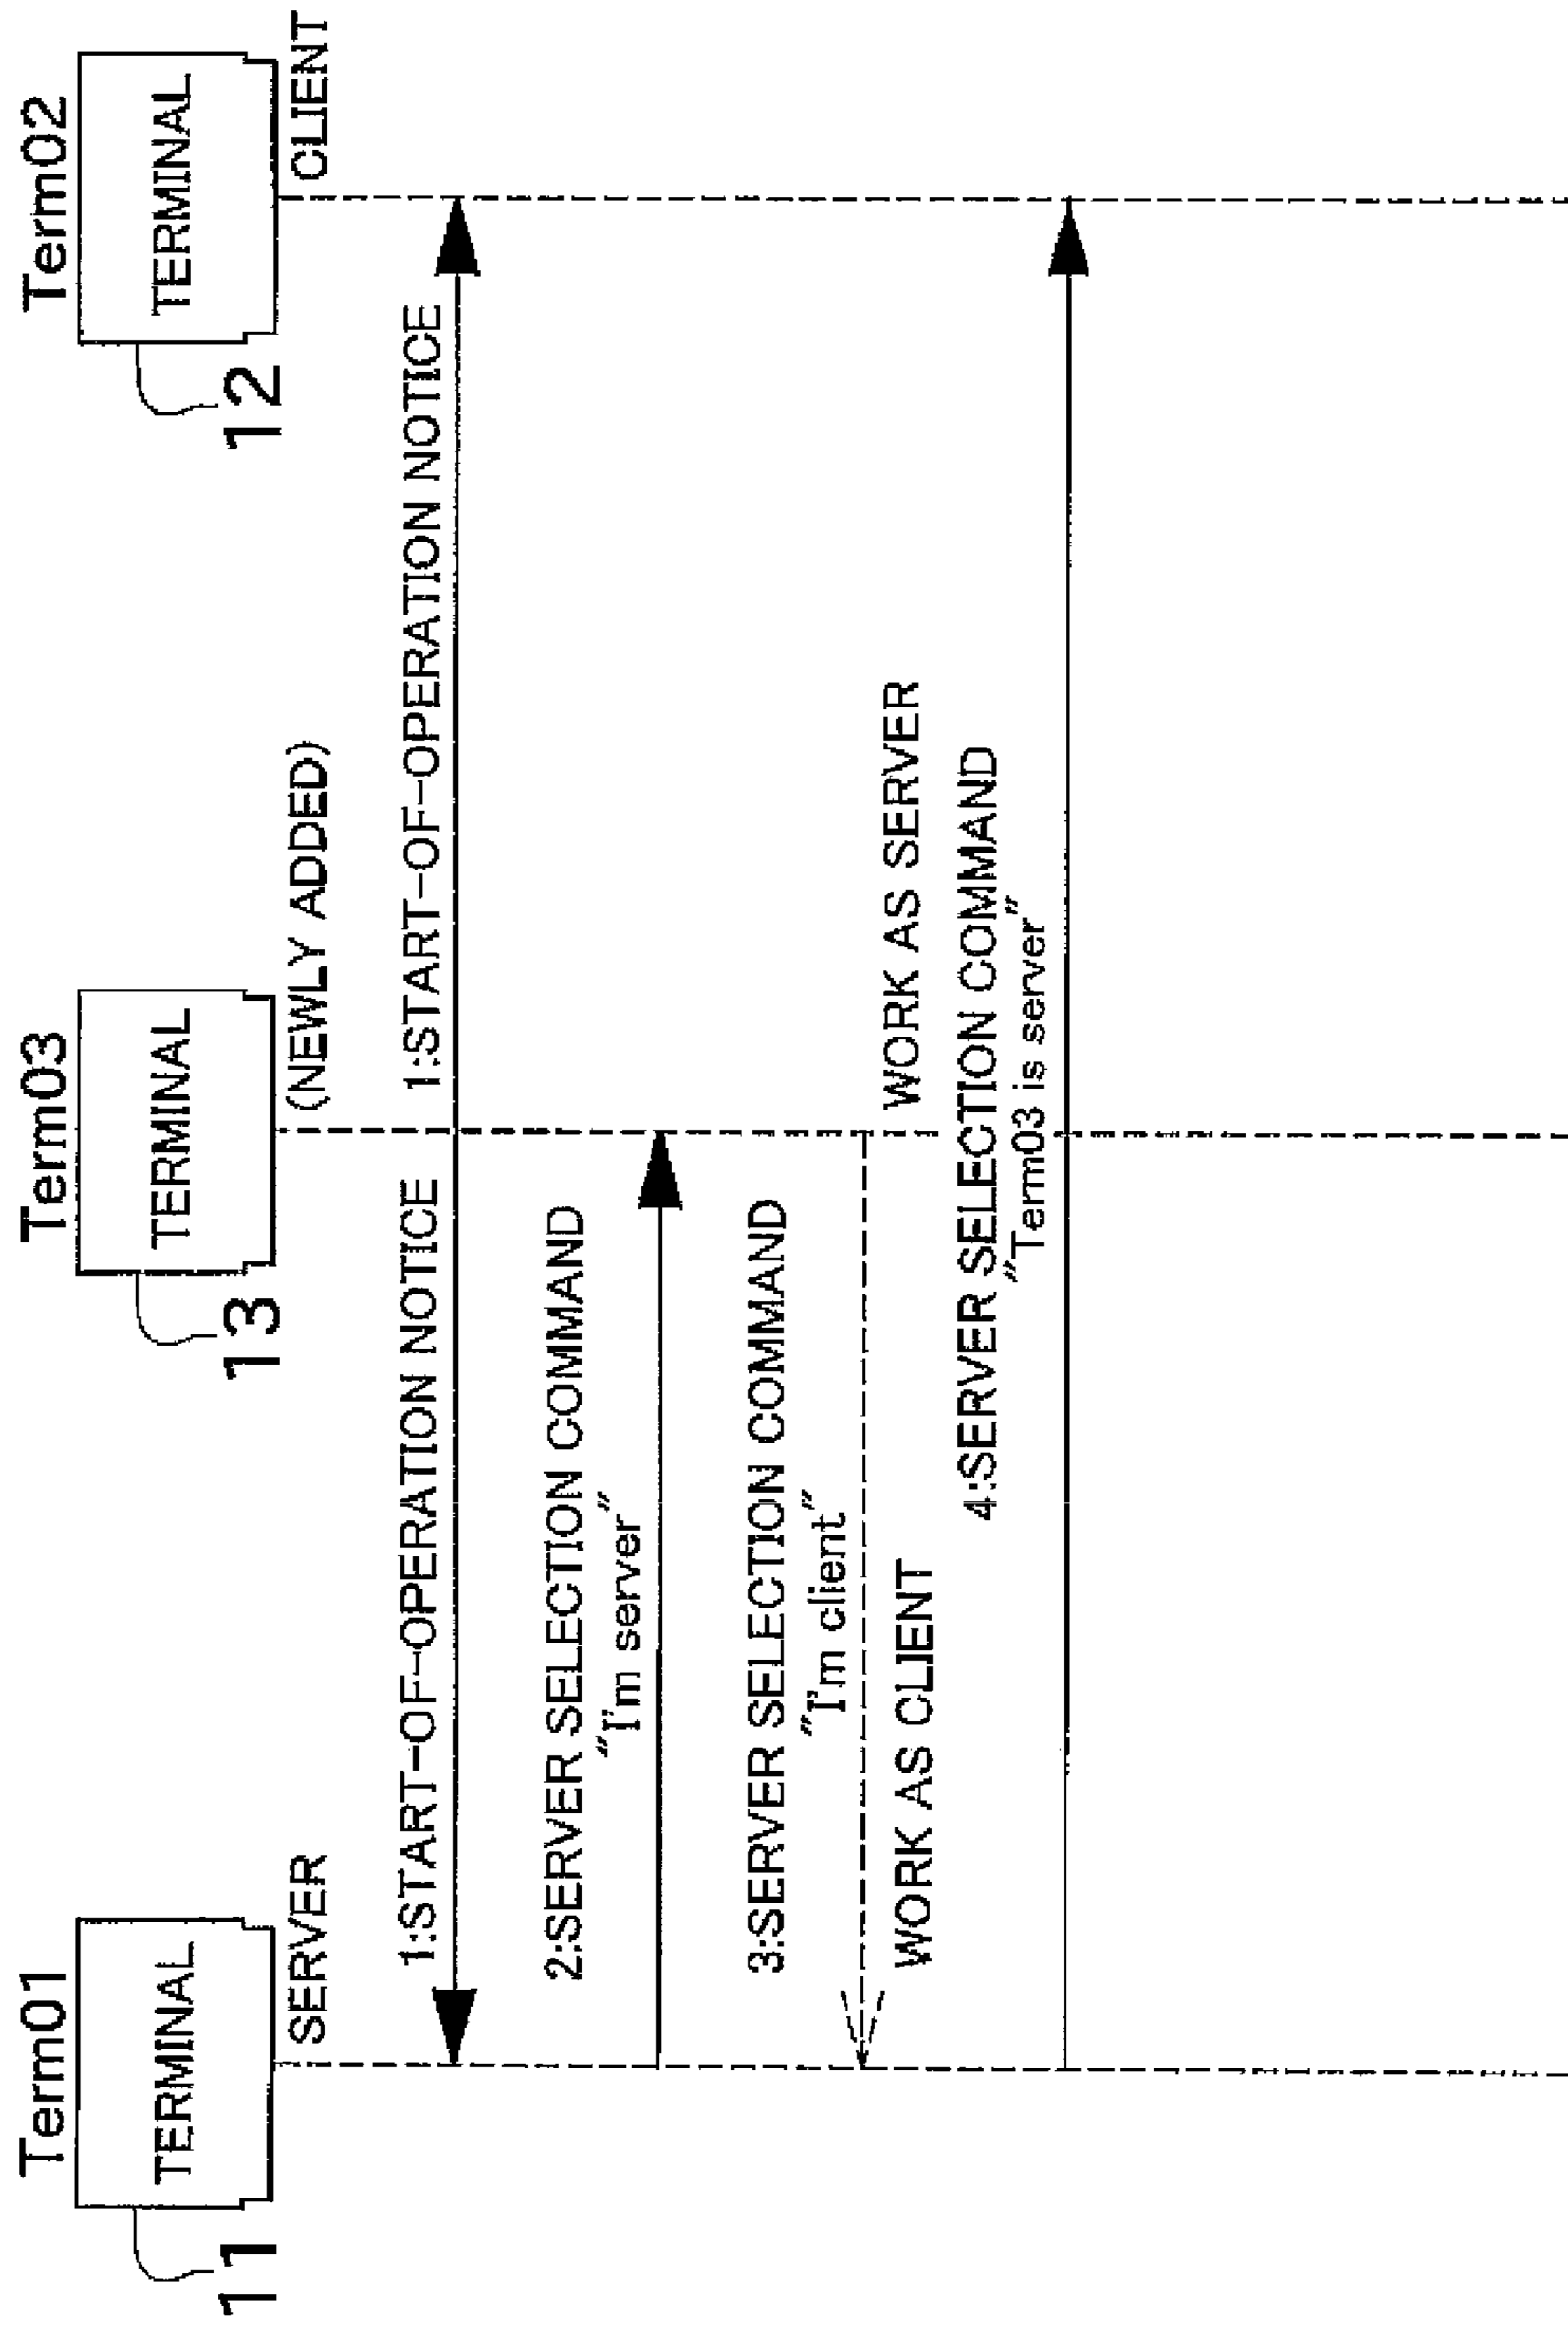 Term01
Term03
Term02
TERMINAL
TERMINAL
TERMINAL
11
13
12
SERVER
(NEWLY ADDED)
CLIENT
1:START-OF-OPERATION NOTICE
1:START-OF-OPERATION NOTICE
2:SERVER SELECTION COMMAND
"I'm server"
3:SERVER SELECTION COMMAND
"I'm client"
WORK AS CLIENT
WORK AS SERVER
4:SERVER SELECTION COMMAND
"Term03 is server"